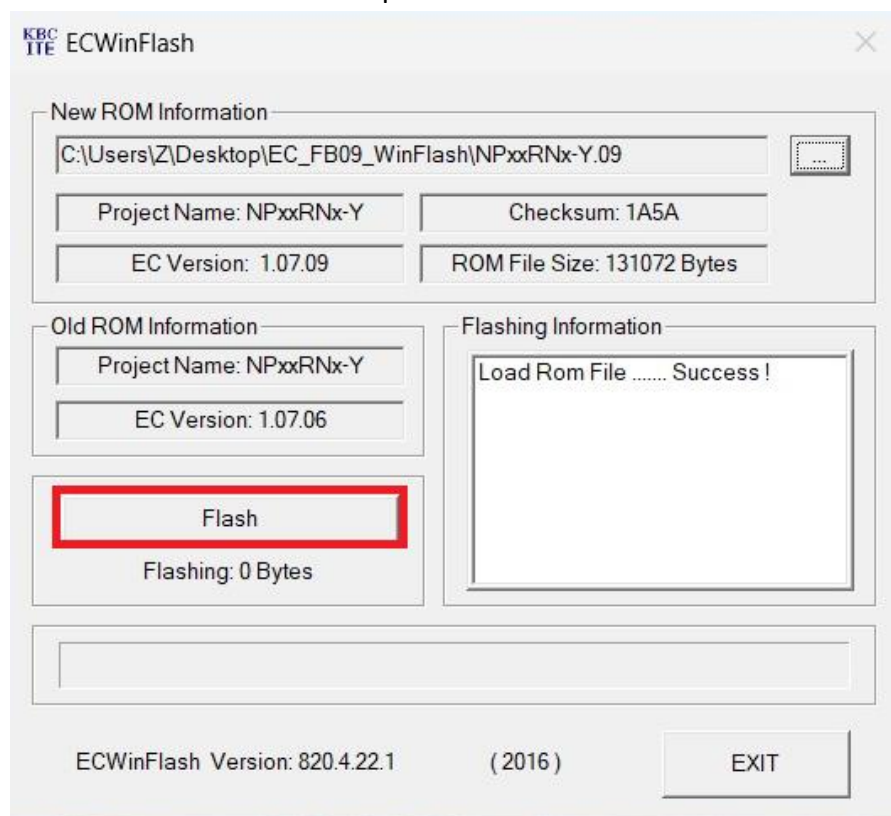 KBC
ITE ECWinFlash
New ROM Information
C:\Users\Z\Desktop\EC_FB09_WinFlash\NPxxRNx-Y.09
...
Project Name: NPxxRNx-Y
Checksum: 1A5A
EC Version: 1.07.09
ROM File Size: 131072 Bytes
Old ROM Information
Project Name: NPxxRNx-Y
EC Version: 1.07.06
Flashing Information
Load Rom File ....... Success !
Flash
Flashing: 0 Bytes
ECWinFlash Version: 820.4.22.1 ( 2016 )
EXIT